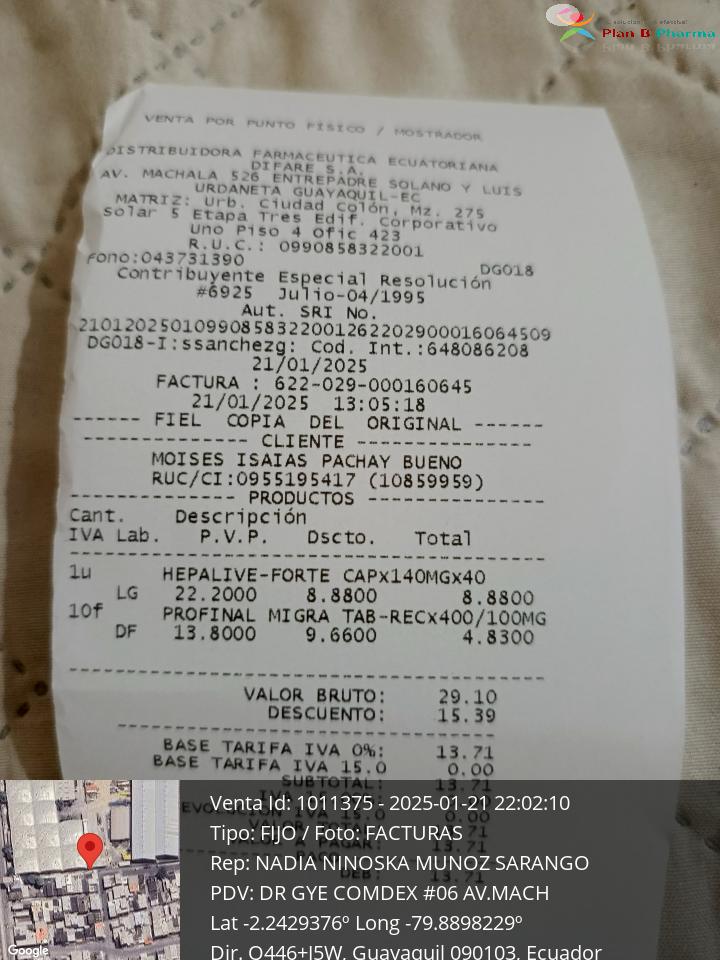 Plan B Pharma
VENTA POR PUNTO FISICO / MOSTRADOR
DISTRIBUIDORA FARMACEUTICA ECUATORIANA
DIFARE S.A.
AV. MACHALA 526 ENTREPADRE SOLANO Y LUIS
URDANETA GUAYAQUIL-EC
MATRIZ: Urb. Ciudad Colón, Mz. 275
Solar 5 Etapa Tres Edif. Corporativo
Uno Piso 4 Ofic 423
R.U.C.: 0990858322001
Fono:043731390 DG018
Contribuyente Especial Resolución
#6925 Julio-04/1995
Aut. SRI No.
21012025010990858322001262202900016064509
DG018-I:ssanchezg: Cod. Int.:648086208
21/01/2025
FACTURA : 622-029-000160645
21/01/2025 13:05:18
------ FIEL COPIA DEL ORIGINAL ------
-------------- CLIENTE --------------
MOISES ISAIAS PACHAY BUENO
RUC/CI:0955195417 (10859959)
-------------- PRODUCTOS --------------
Cant. Descripción
IVA Lab. P.V.P. Dscto. Total
1u HEPALIVE-FORTE CAPx140MGx40
LG 22.2000 8.8800 8.8800
10f PROFINAL MIGRA TAB-RECx400/100MG
DF 13.8000 9.6600 4.8300
VALOR BRUTO: 29.10
DESCUENTO: 15.39
BASE TARIFA IVA 0%: 13.71
BASE TARIFA IVA 15.0 0.00
SUBTOTAL: 13.71
Venta Id: 1011375 - 2025-01-21 22:02:10
Tipo: FIJO / Foto: FACTURAS
Rep: NADIA NINOSKA MUNOZ SARANGO
PDV: DR GYE COMDEX #06 AV.MACH
Lat -2.2429376º Long -79.8898229º
Dir. Q446+J5W, Guayaquil 090103, Ecuador
Google